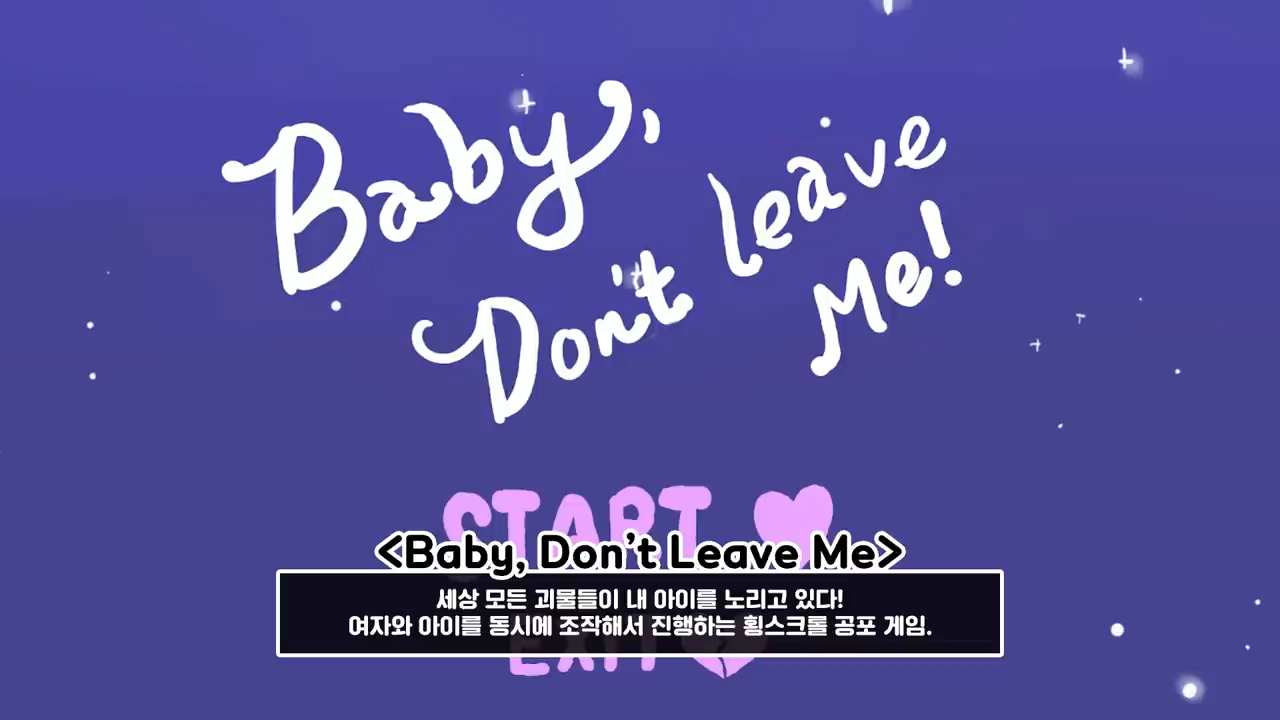 Baby,
Don't leave
Me!
START
<Baby, Don't Leave Me>
세상 모든 괴물들이 내 아이를 노리고 있다!
여자와 아이를 동시에 조작해서 진행하는 횡스크롤 공포 게임.
EXIT